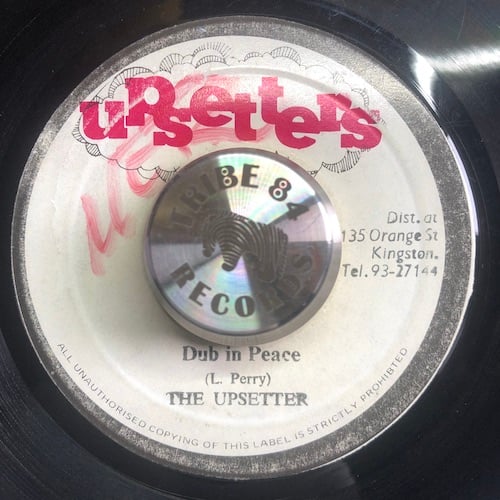 upsetters
TRIBE 84
RECORDS
Dist. at
135 Orange St
Kingston.
Tel. 93-27144
Dub in Peace
(L. Perry)
THE UPSETTER
ALL UNAUTHORISED COPYING OF THIS LABEL IS STRICTLY PROHIBITED